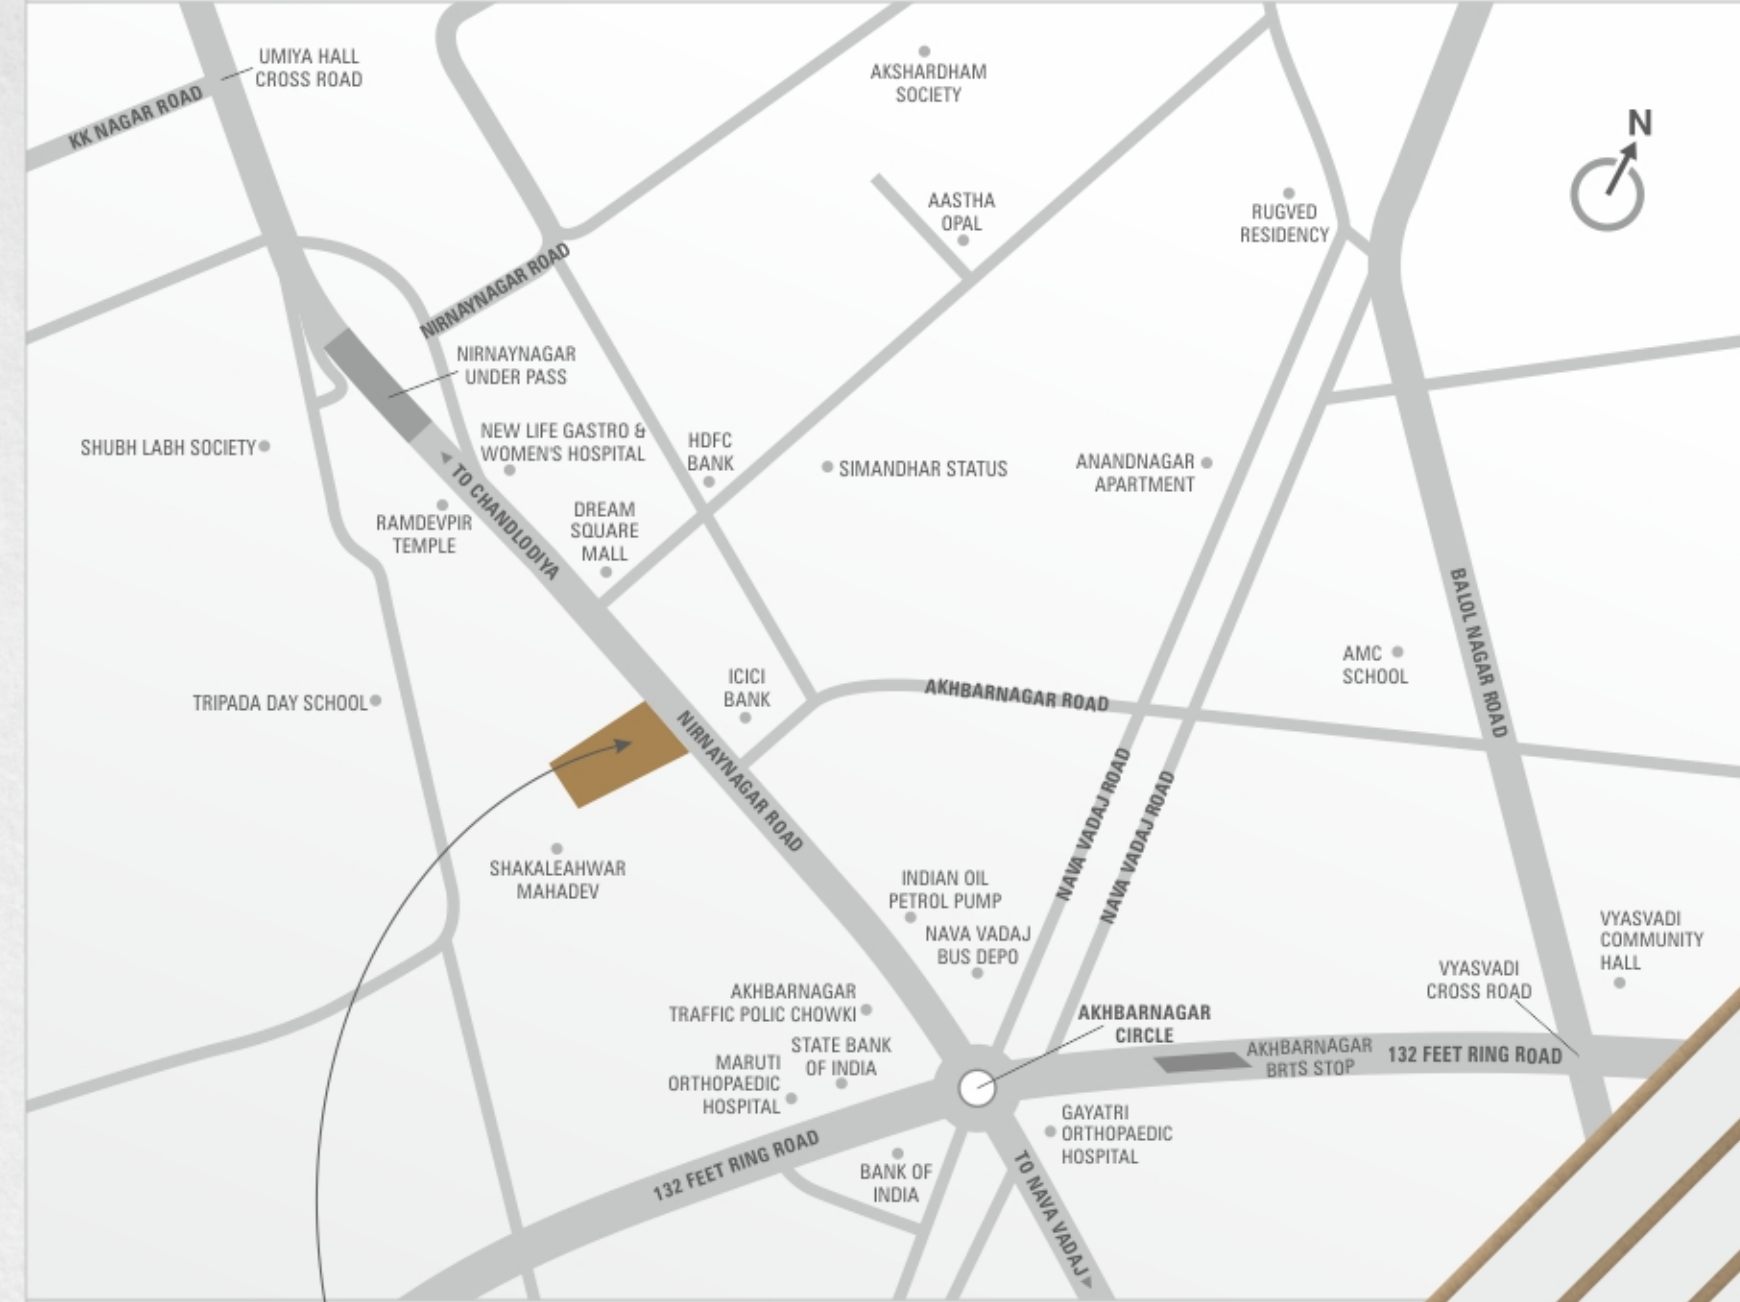 UMIYA HALL
CROSS ROAD
KK NAGAR ROAD
AKSHARDHAM
SOCIETY
N
AASTHA
OPAL
RUGVED
RESIDENCY
NIRNAYNAGAR ROAD
NIRNAYNAGAR
UNDER PASS
SHUBH LABH SOCIETY
NEW LIFE GASTRO &
WOMEN'S HOSPITAL
HDFC
BANK
SIMANDHAR STATUS
ANANDNAGAR
APARTMENT
TO CHANDLODIYA
RAMDEVPIR
TEMPLE
DREAM
SQUARE
MALL
BALOL NAGAR ROAD
AMC
SCHOOL
TRIPADA DAY SCHOOL
ICICI
BANK
AKHBARNAGAR ROAD
NIRNAYNAGAR ROAD
NAVA VADAJ ROAD
NAVA VADAJ ROAD
SHAKALEAHWAR
MAHADEV
INDIAN OIL
PETROL PUMP
NAVA VADAJ
BUS DEPO
VYASVADI
COMMUNITY
HALL
VYASVADI
CROSS ROAD
AKHBARNAGAR
TRAFFIC POLIC CHOWKI
AKHBARNAGAR
CIRCLE
STATE BANK
OF INDIA
MARUTI
ORTHOPAEDIC
HOSPITAL
AKHBARNAGAR
BRTS STOP
132 FEET RING ROAD
GAYATRI
ORTHOPAEDIC
HOSPITAL
132 FEET RING ROAD
BANK OF
INDIA
TO NAVA VADAJ